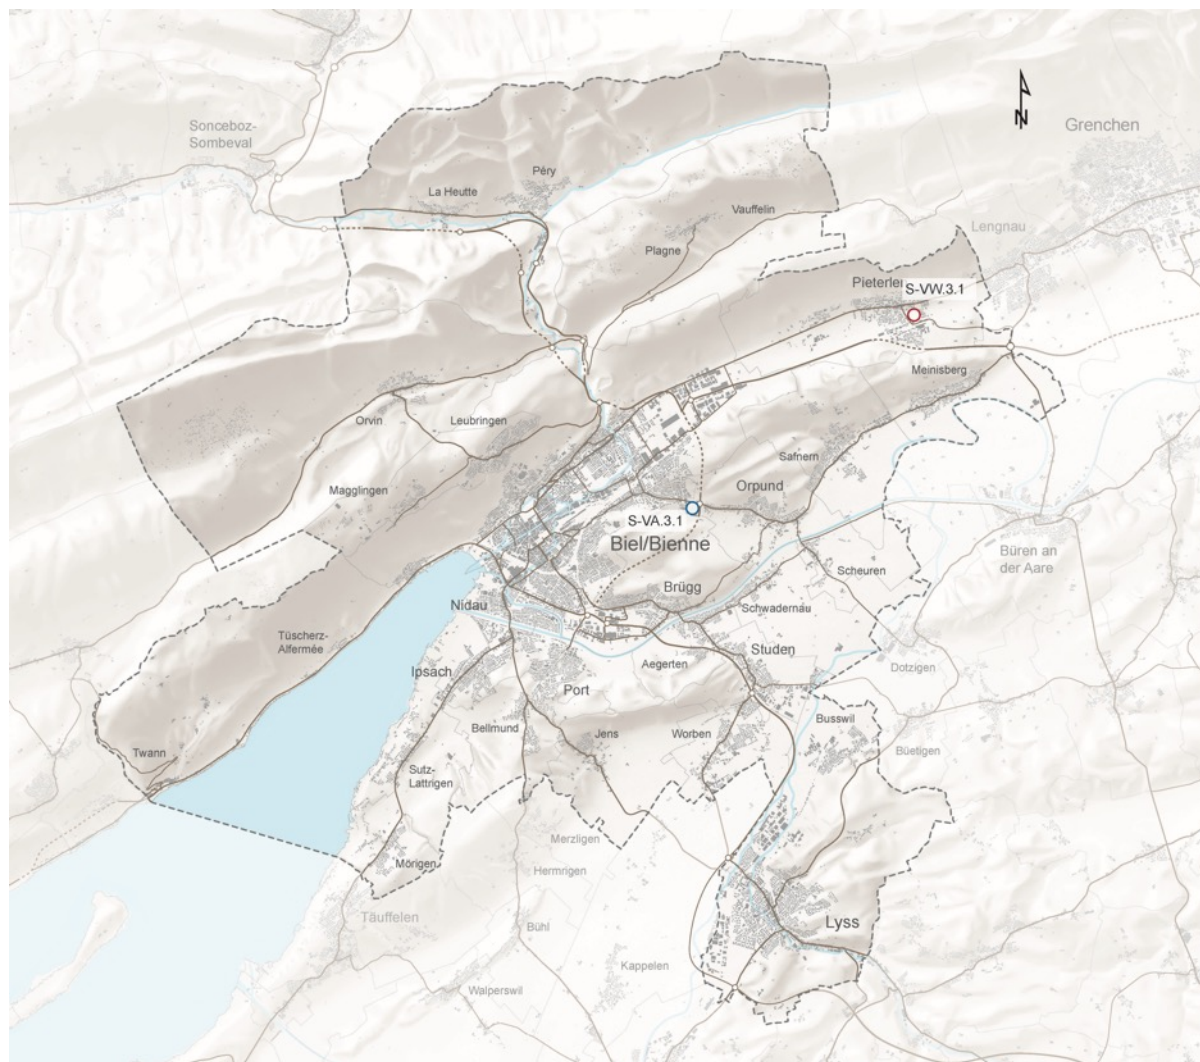 Grenchen
Sonceboz-
Sombeval
Péry
La Heutte
Vauffelin
Lengnau
Plagne
Pieterle
S-VW.3.1
Meinisberg
Orvin
Leubringen
Safnern
Magglingen
Orpund
S-VA.3.1
Biel/Bienne
Büren an
der Aare
Scheuren
Brügg
Nidau
Schwadernau
Tüscherz-
Alfermée
Studen
Aegerten
Dotzigen
Ipsach
Port
Busswil
Bellmund
Jens
Worben
Büetigen
Twann
Sutz-
Lattrigen
Merzligen
Mörigen
Hermrigen
Täuffelen
Lyss
Bühl
Kappelen
Walperswil
N